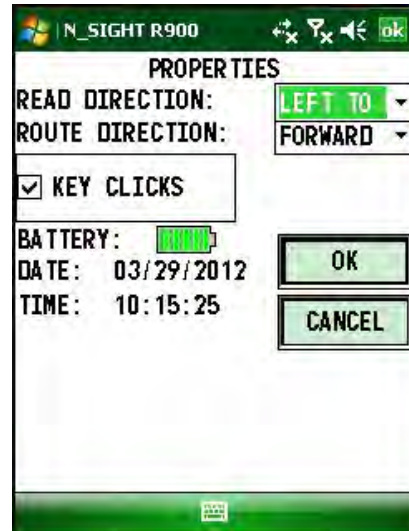 N_SIGHT R900 ok
PROPERTIES
READ DIRECTION: LEFT TO
ROUTE DIRECTION: FORWARD
KEY CLICKS
BATTERY:
DATE: 03/29/2012
OK
TIME: 10:15:25
CANCEL